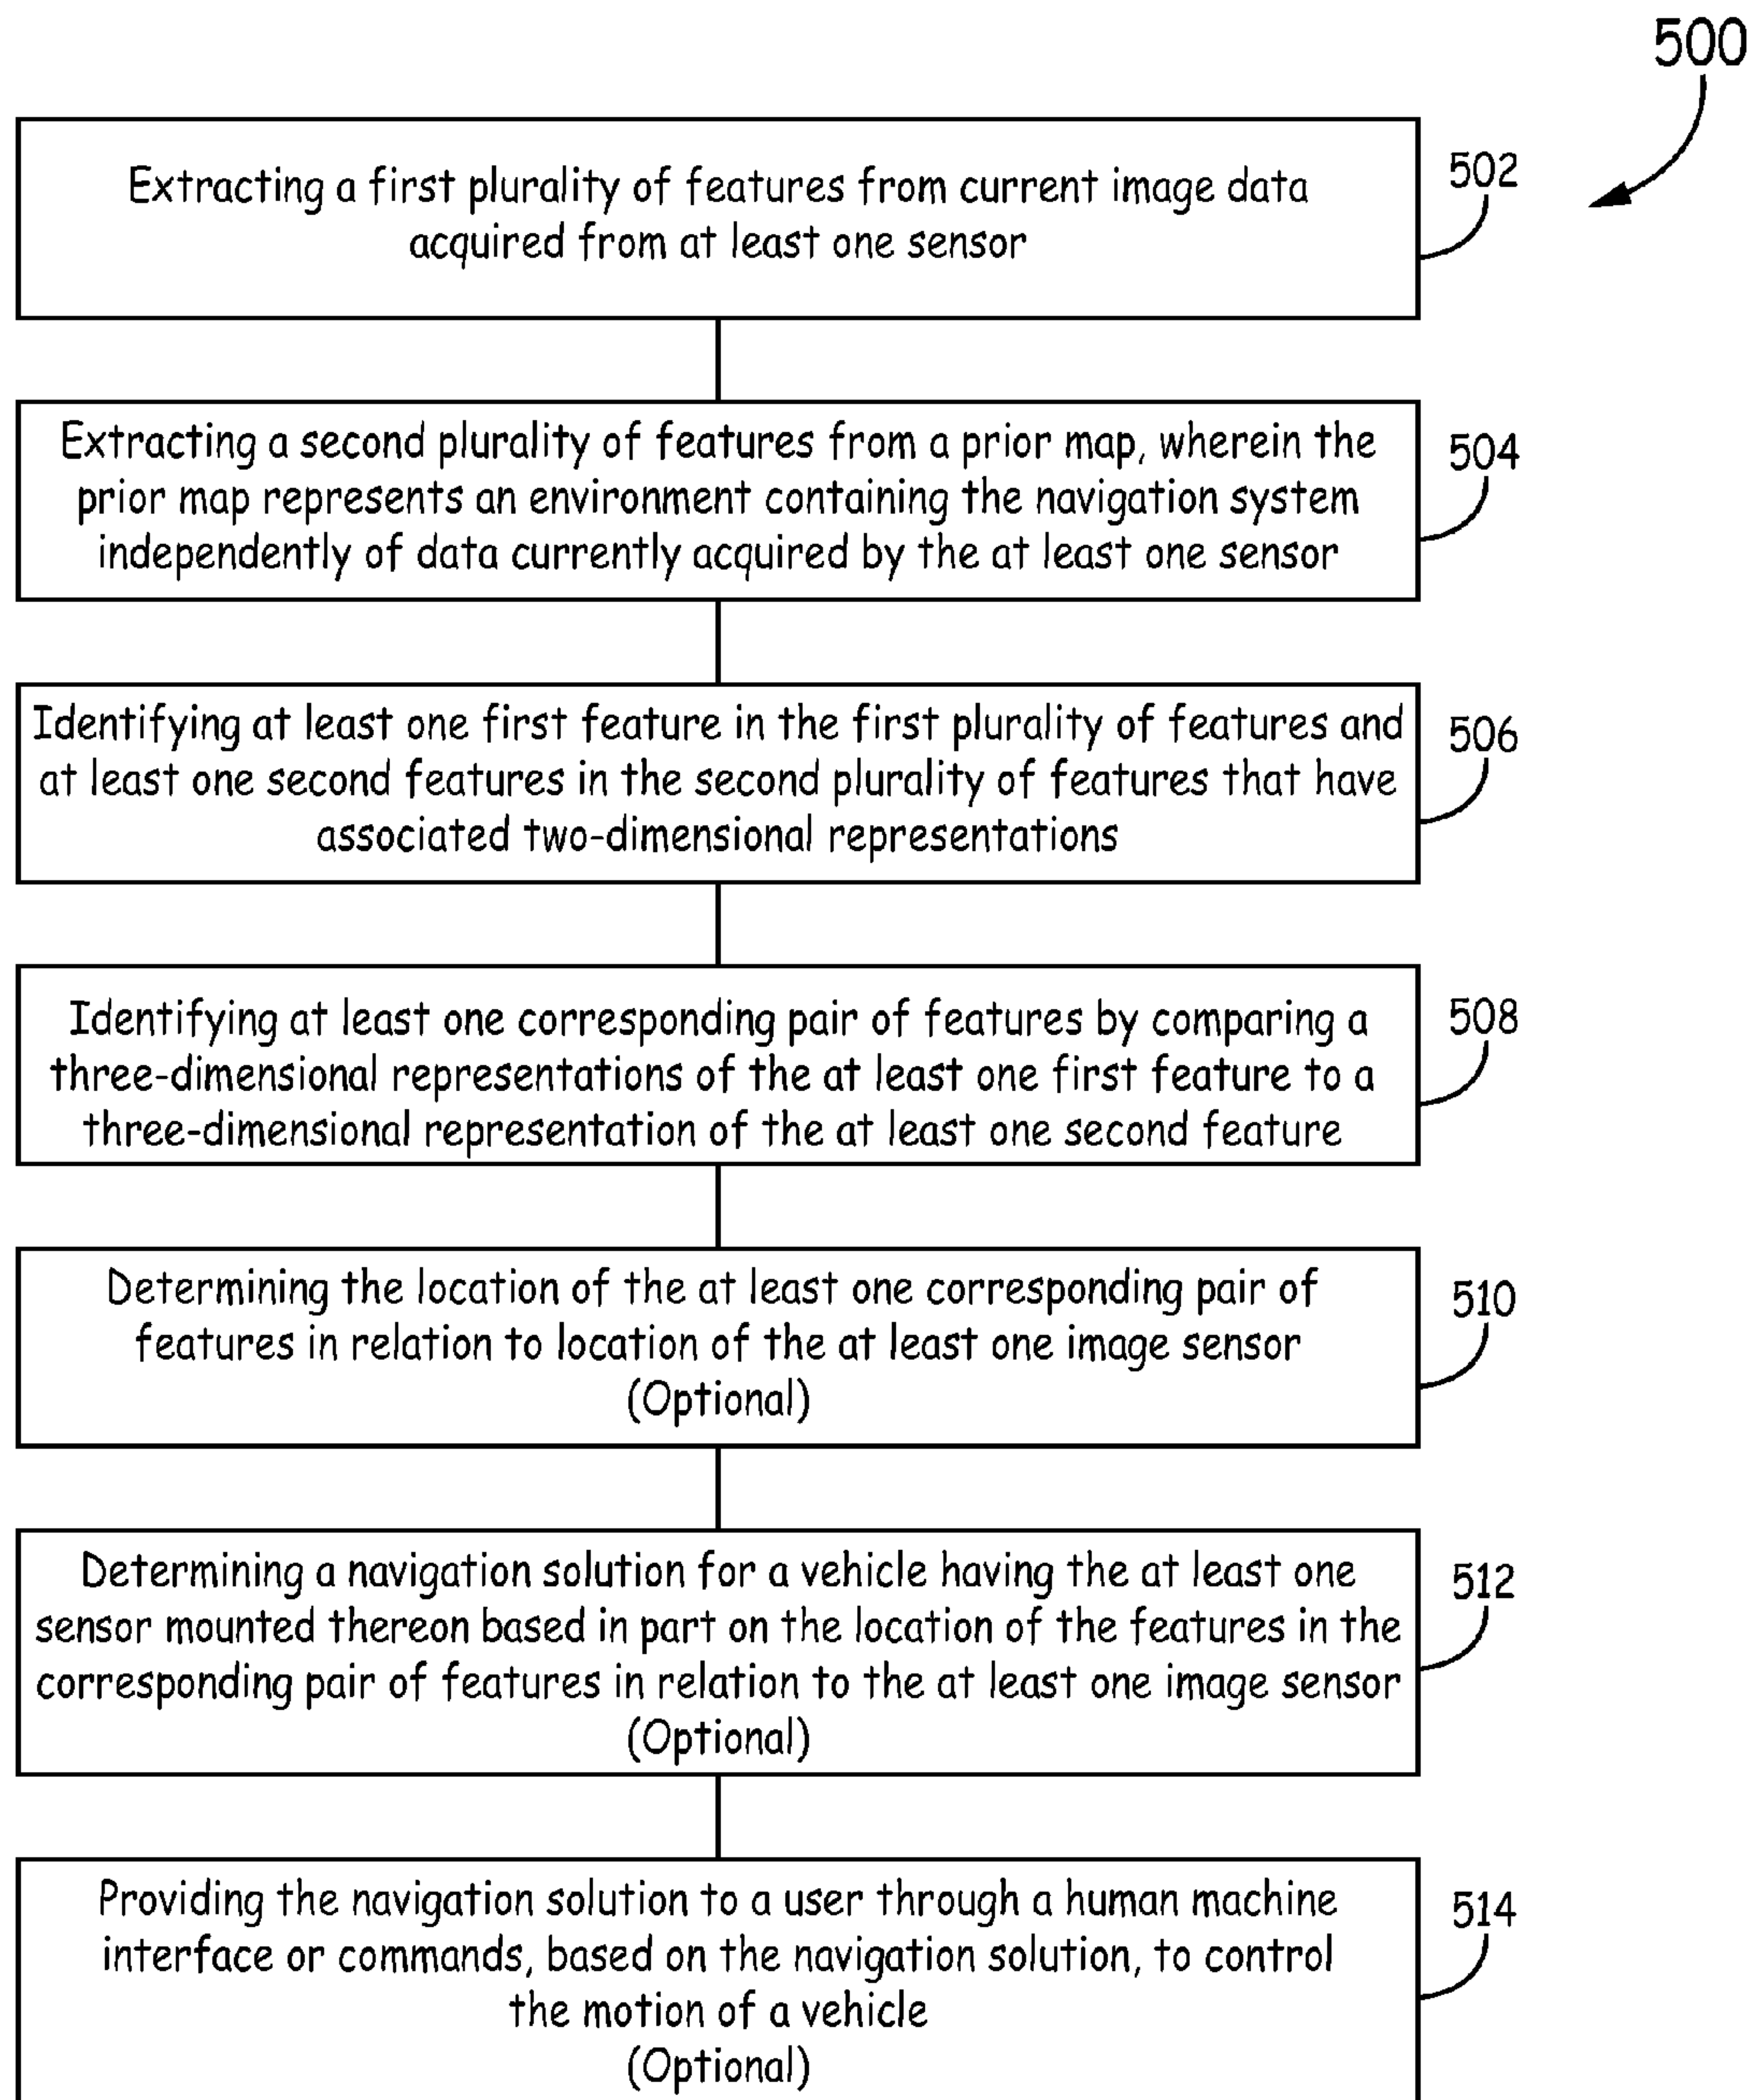 500
Extracting a first plurality of features from current image data
acquired from at least one sensor
502
Extracting a second plurality of features from a prior map, wherein the
prior map represents an environment containing the navigation system
independently of data currently acquired by the at least one sensor
504
Identifying at least one first feature in the first plurality of features and
at least one second features in the second plurality of features that have
associated two-dimensional representations
506
Identifying at least one corresponding pair of features by comparing a
three-dimensional representations of the at least one first feature to a
three-dimensional representation of the at least one second feature
508
Determining the location of the at least one corresponding pair of
features in relation to location of the at least one image sensor
(Optional)
510
Determining a navigation solution for a vehicle having the at least one
sensor mounted thereon based in part on the location of the features in the
corresponding pair of features in relation to the at least one image sensor
(Optional)
512
Providing the navigation solution to a user through a human machine
interface or commands, based on the navigation solution, to control
the motion of a vehicle
(Optional)
514